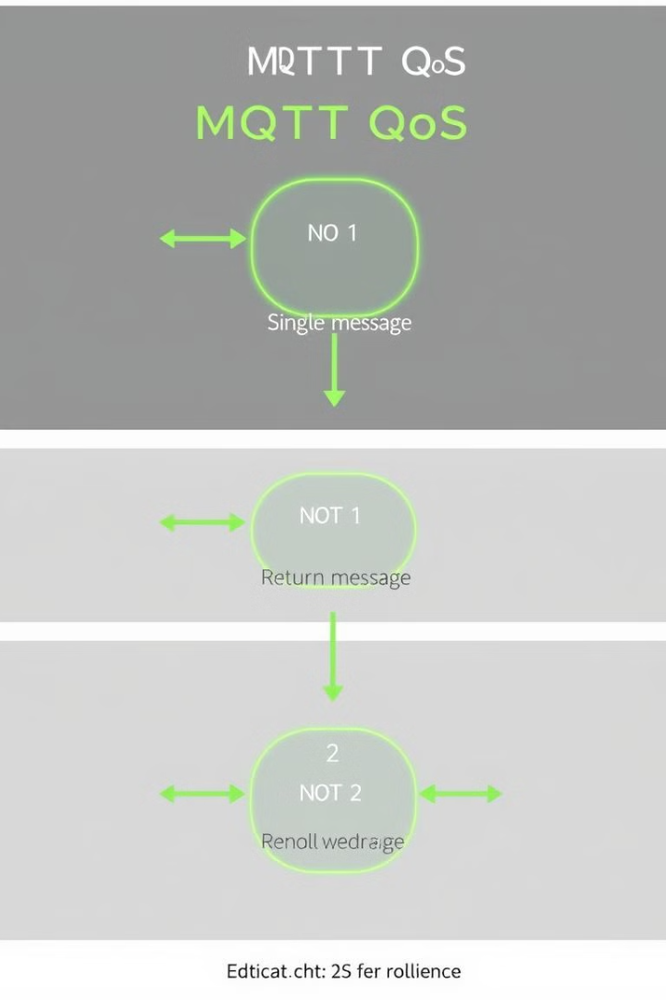 MQTTT QoS
MQTT QoS
NO 1
Single message
NOT 1
Return message
2
NOT 2
Renoll wedraige
Edticat.cht: 2S fer rollience